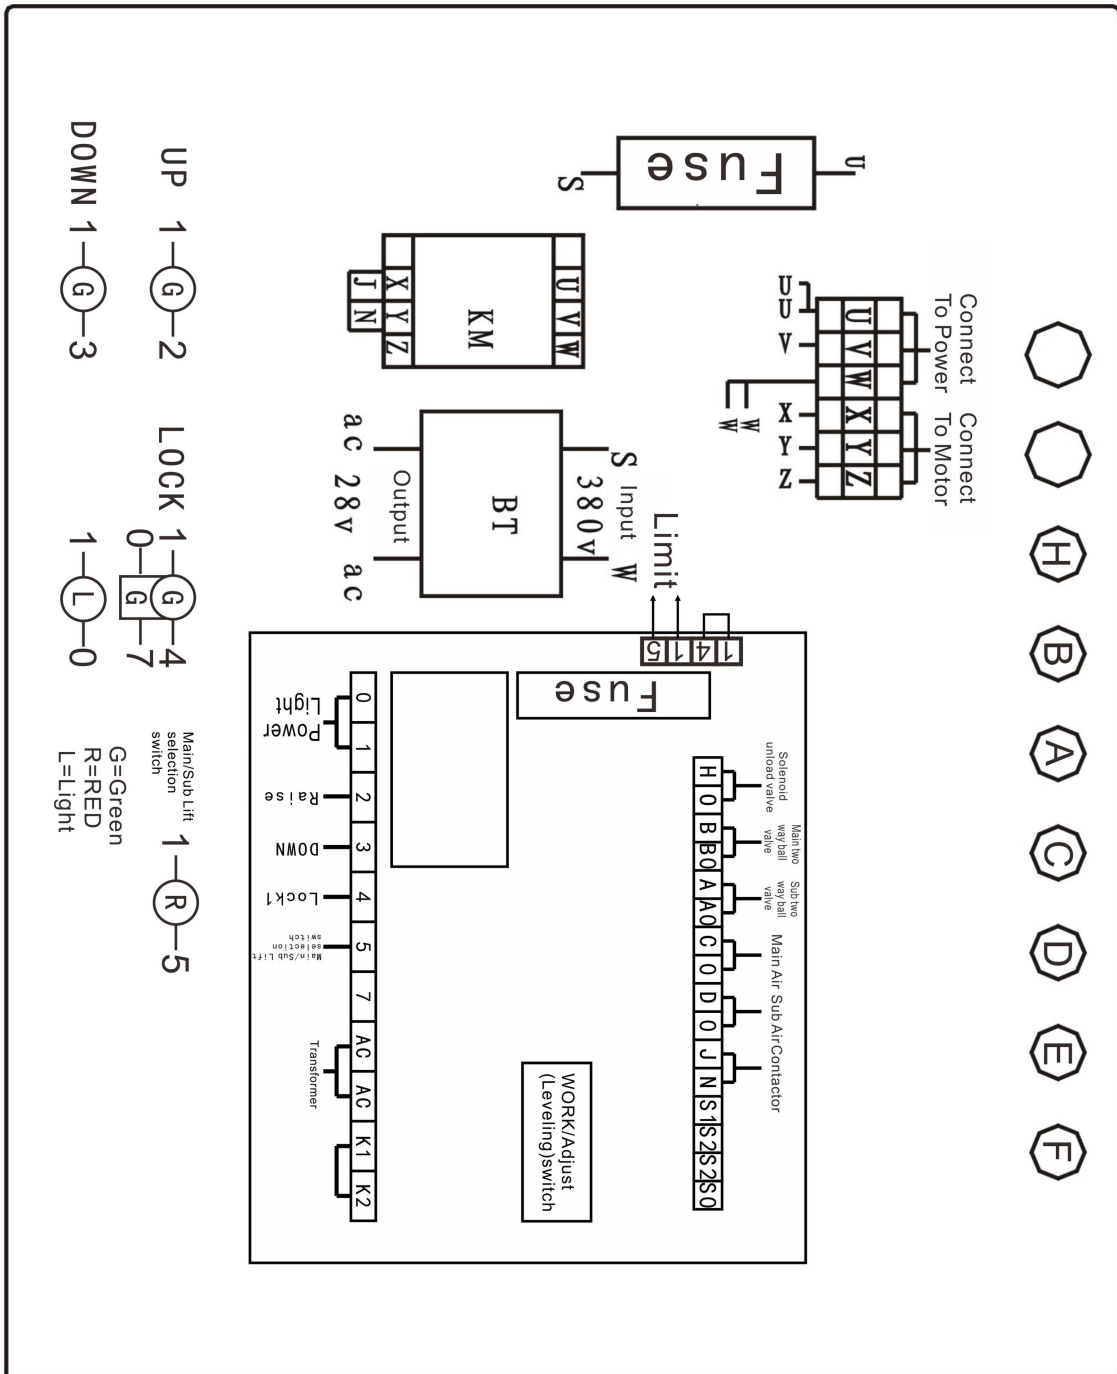 Fuse
U
S
Connect
To Power
Connect
To Motor
U
U
V
W
W
X
Y
Z
U V W X Y Z
U V W
KM
X Y Z
J N
S Input W
380v
BT
Output
ac 28v ac
UP 1 G 2
DOWN 1 G 3
LOCK 1 G 4
0 G 7
1 L 0
Main/Sub Lift
selection
switch
1 R 5
G=Green
R=RED
L=Light
Limit
5 1 4 1
Fuse
Solenoid
unload valve
Main two
way ball
valve
Sub two
way ball
valve
Main Air
Sub Air
Contactor
H 0 B B0 A A0 C 0 D 0 J N S1 S2 S2 S0
WORK/Adjust
(Leveling)switch
0 1 2 3 4 5 7 AC AC K1 K2
Power
Light
Raise
DOWN
Lock1
Main/Sub Lift
selection
switch
Transformer
H
B
A
C
D
E
F